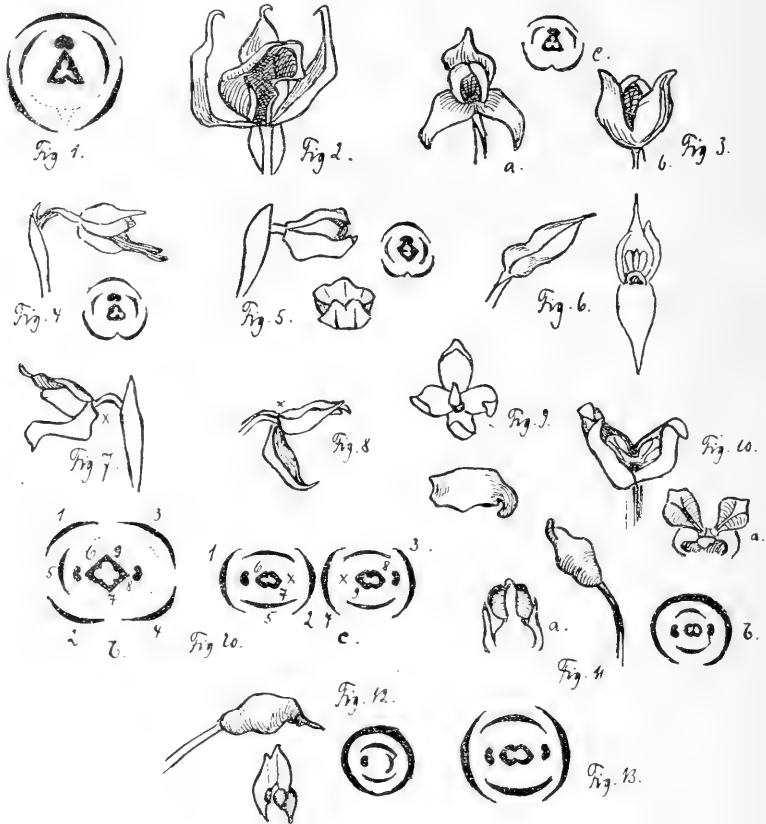 Fig 1.
Fig 2.
a.
c.
b.
Fig 3.
Fig. 4
Fig. 5.
Fig. 6.
x
Fig 7.
x
Fig. 8
Fig. 9.
Fig. 10.
a.
1 3
6 9
5 8
7
2 4
b.
1 3.
6 x x 8
7 9
5 2 4
Fig 10. c.
a.
Fig. 11
b.
Fig. 12.
Fig. 13.